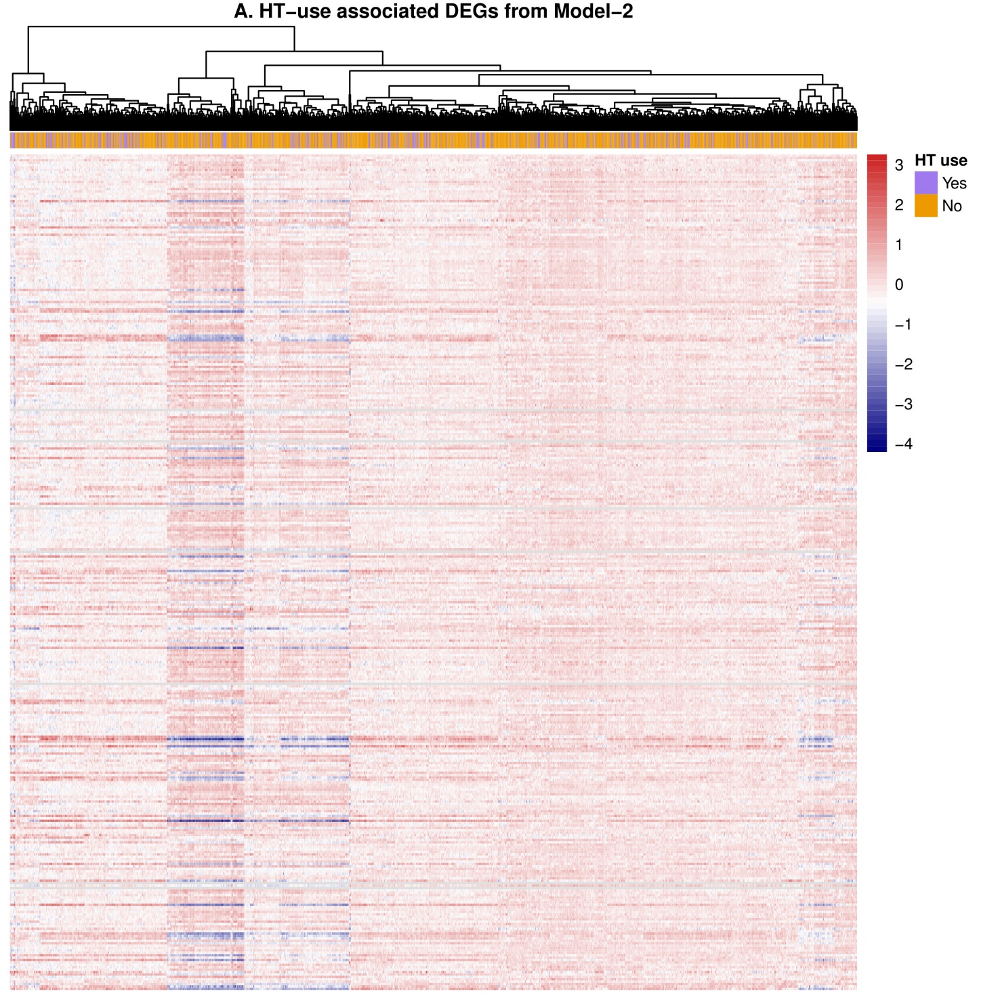 A. HT−use associated DEGs from Model−2
3
2
1
0
−1
−2
−3
−4
HT use
Yes
No